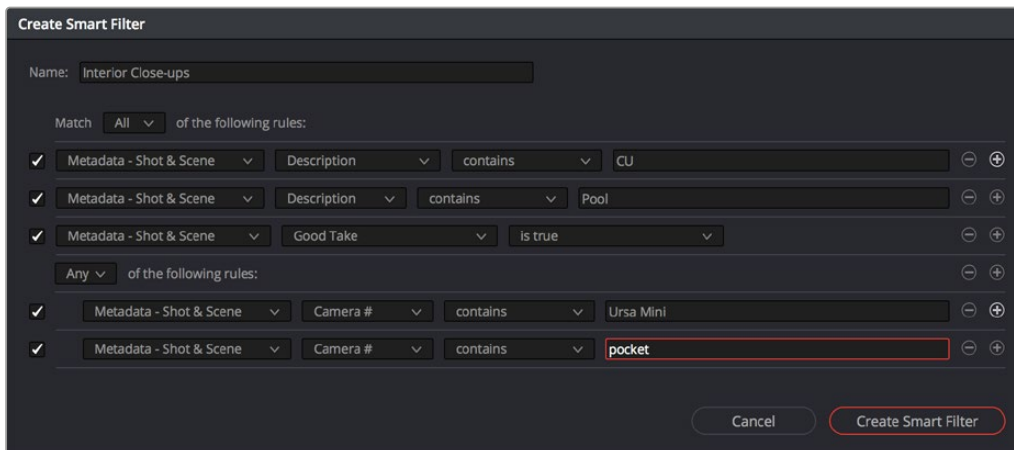 Create Smart Filter
Name: Interior Close-ups
Match All of the following rules:
Metadata - Shot & Scene Description contains CU
Metadata - Shot & Scene Description contains Pool
Metadata - Shot & Scene Good Take is true
Any of the following rules:
Metadata - Shot & Scene Camera # contains Ursa Mini
Metadata - Shot & Scene Camera # contains pocket
Cancel Create Smart Filter